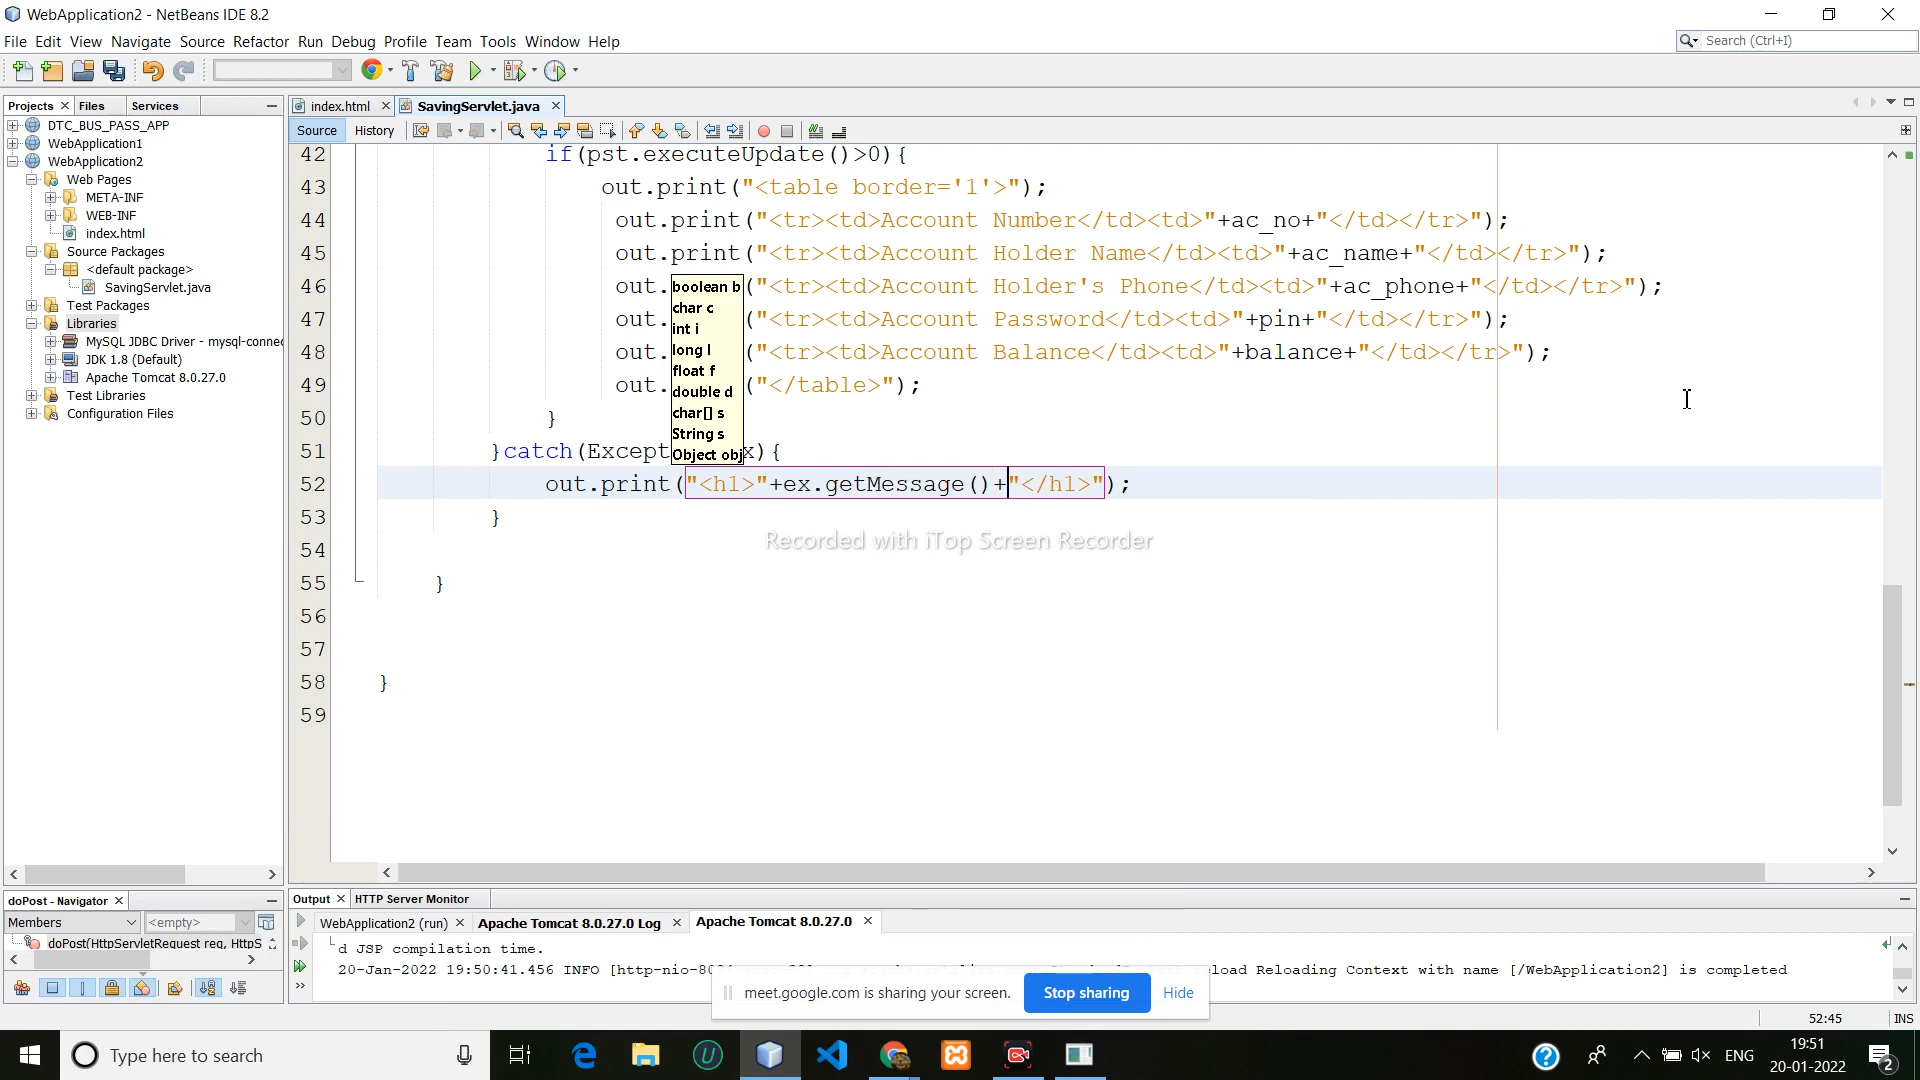 WebApplication2 - NetBeans IDE 8.2
File Edit View Navigate Source Refactor Run Debug Profile Team Tools Window Help
Search (Ctrl+I)
Projects Files Services
index.html SavingServlet.java
DTC_BUS_PASS_APP
WebApplication1
WebApplication2
Web Pages
META-INF
WEB-INF
index.html
Source Packages
<default package>
SavingServlet.java
Test Packages
Libraries
MySQL JDBC Driver - mysql-connec
JDK 1.8 (Default)
Apache Tomcat 8.0.27.0
Test Libraries
Configuration Files
Source History
42 if(pst.executeUpdate()>0){
43 out.print("<table border='1'>");
44 out.print("<tr><td>Account Number</td><td>"+ac_no+"</td></tr>");
45 out.print("<tr><td>Account Holder Name</td><td>"+ac_name+"</td></tr>");
46 out. ("<tr><td>Account Holder's Phone</td><td>"+ac_phone+"</td></tr>");
47 out. ("<tr><td>Account Password</td><td>"+pin+"</td></tr>");
48 out. ("<tr><td>Account Balance</td><td>"+balance+"</td></tr>");
49 out. ("</table>");
50 }
51 }catch(Except x){
52 out.print("<h1>"+ex.getMessage()+"</h1>");
53 }
54
55 }
56
57
58 }
59
boolean b
char c
int i
long l
float f
double d
char[] s
String s
Object obj
Recorded with iTop Screen Recorder
doPost - Navigator
Members <empty>
doPost(HttpServletRequest req, HttpS
Output HTTP Server Monitor
WebApplication2 (run) Apache Tomcat 8.0.27.0 Log Apache Tomcat 8.0.27.0
d JSP compilation time.
20-Jan-2022 19:50:41.456 INFO [http-nio-80 eload Reloading Context with name [/WebApplication2] is completed
meet.google.com is sharing your screen. Stop sharing Hide
52:45 INS
Type here to search
ENG
19:51
20-01-2022
2